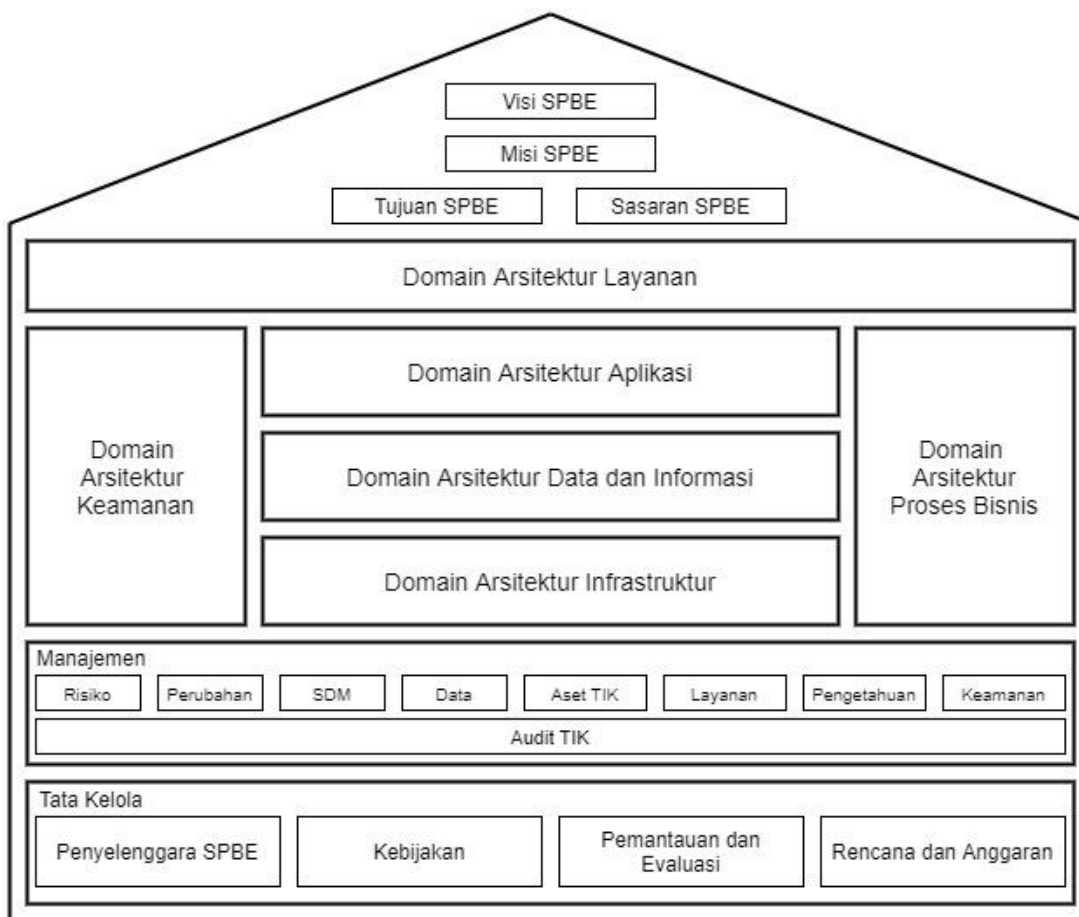 Visi SPBE
Misi SPBE
Tujuan SPBE
Sasaran SPBE
Domain Arsitektur Layanan
Domain
Arsitektur
Keamanan
Domain Arsitektur Aplikasi
Domain Arsitektur Data dan Informasi
Domain Arsitektur Infrastruktur
Domain
Arsitektur
Proses Bisnis
Manajemen
Risiko
Perubahan
SDM
Data
Aset TIK
Layanan
Pengetahuan
Keamanan
Audit TIK
Tata Kelola
Penyelenggara SPBE
Kebijakan
Pemantauan dan
Evaluasi
Rencana dan Anggaran